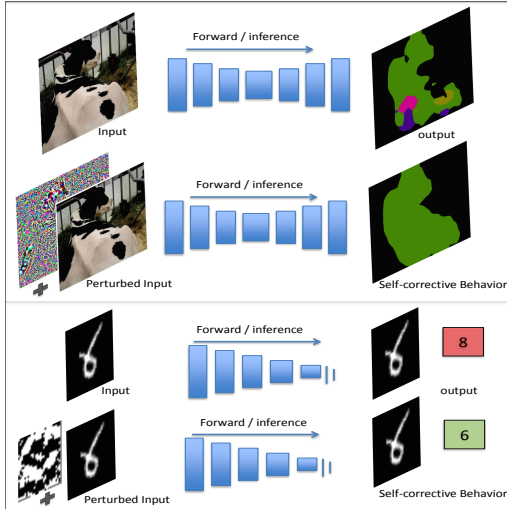 Forward / inference
Input
output
Forward / inference
Perturbed Input
Self-corrective Behavior
Forward / inference
8
Input
output
Forward / inference
6
Perturbed Input
Self-corrective Behavior